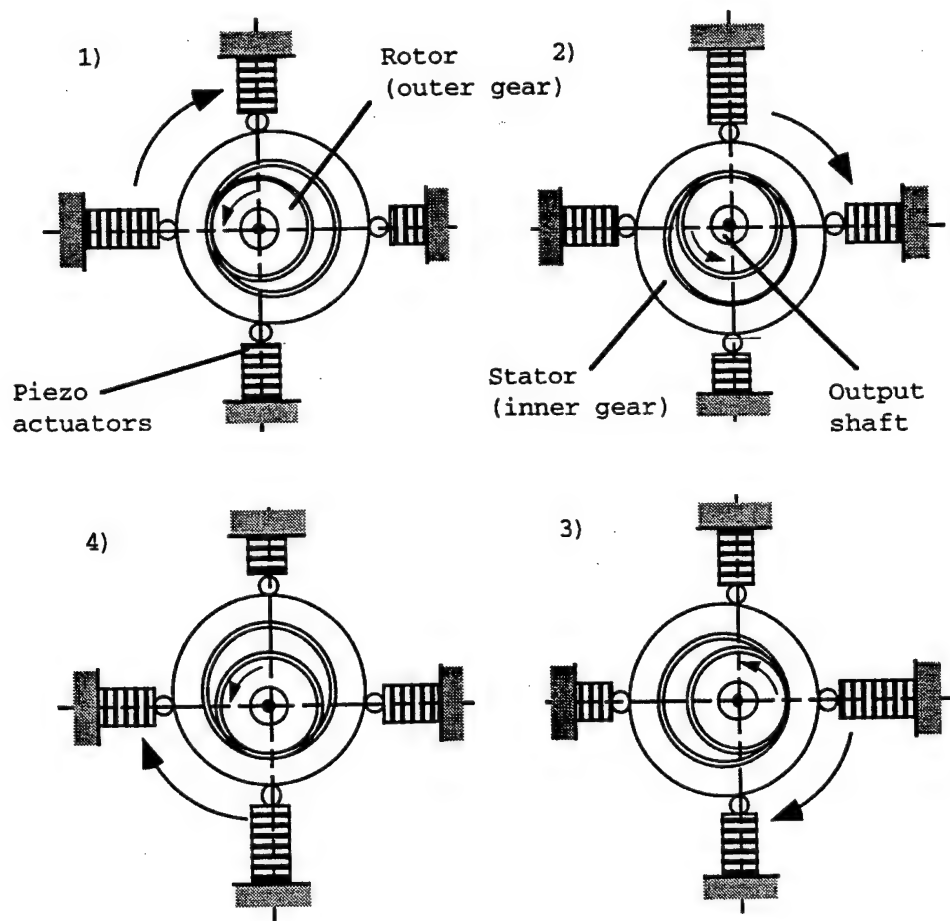 1)
Rotor
(outer gear)
2)
Piezo
actuators
Stator
(inner gear)
Output
shaft
4)
3)